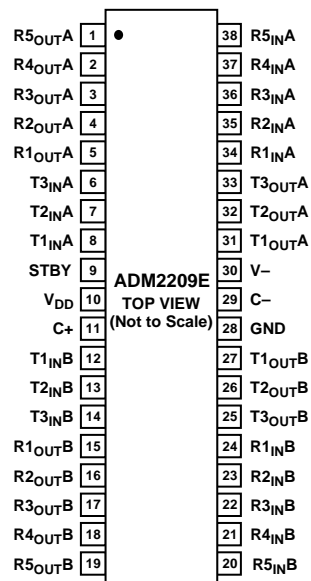 R5OUTA 1 38 R5INA
R4OUTA 2 37 R4INA
R3OUTA 3 36 R3INA
R2OUTA 4 35 R2INA
R1OUTA 5 34 R1INA
T3INA 6 33 T3OUTA
T2INA 7 32 T2OUTA
T1INA 8 31 T1OUTA
STBY 9 30 V–
VDD 10 29 C–
C+ 11 28 GND
ADM2209E
TOP VIEW
(Not to Scale)
T1INB 12 27 T1OUTB
T2INB 13 26 T2OUTB
T3INB 14 25 T3OUTB
R1OUTB 15 24 R1INB
R2OUTB 16 23 R2INB
R3OUTB 17 22 R3INB
R4OUTB 18 21 R4INB
R5OUTB 19 20 R5INB